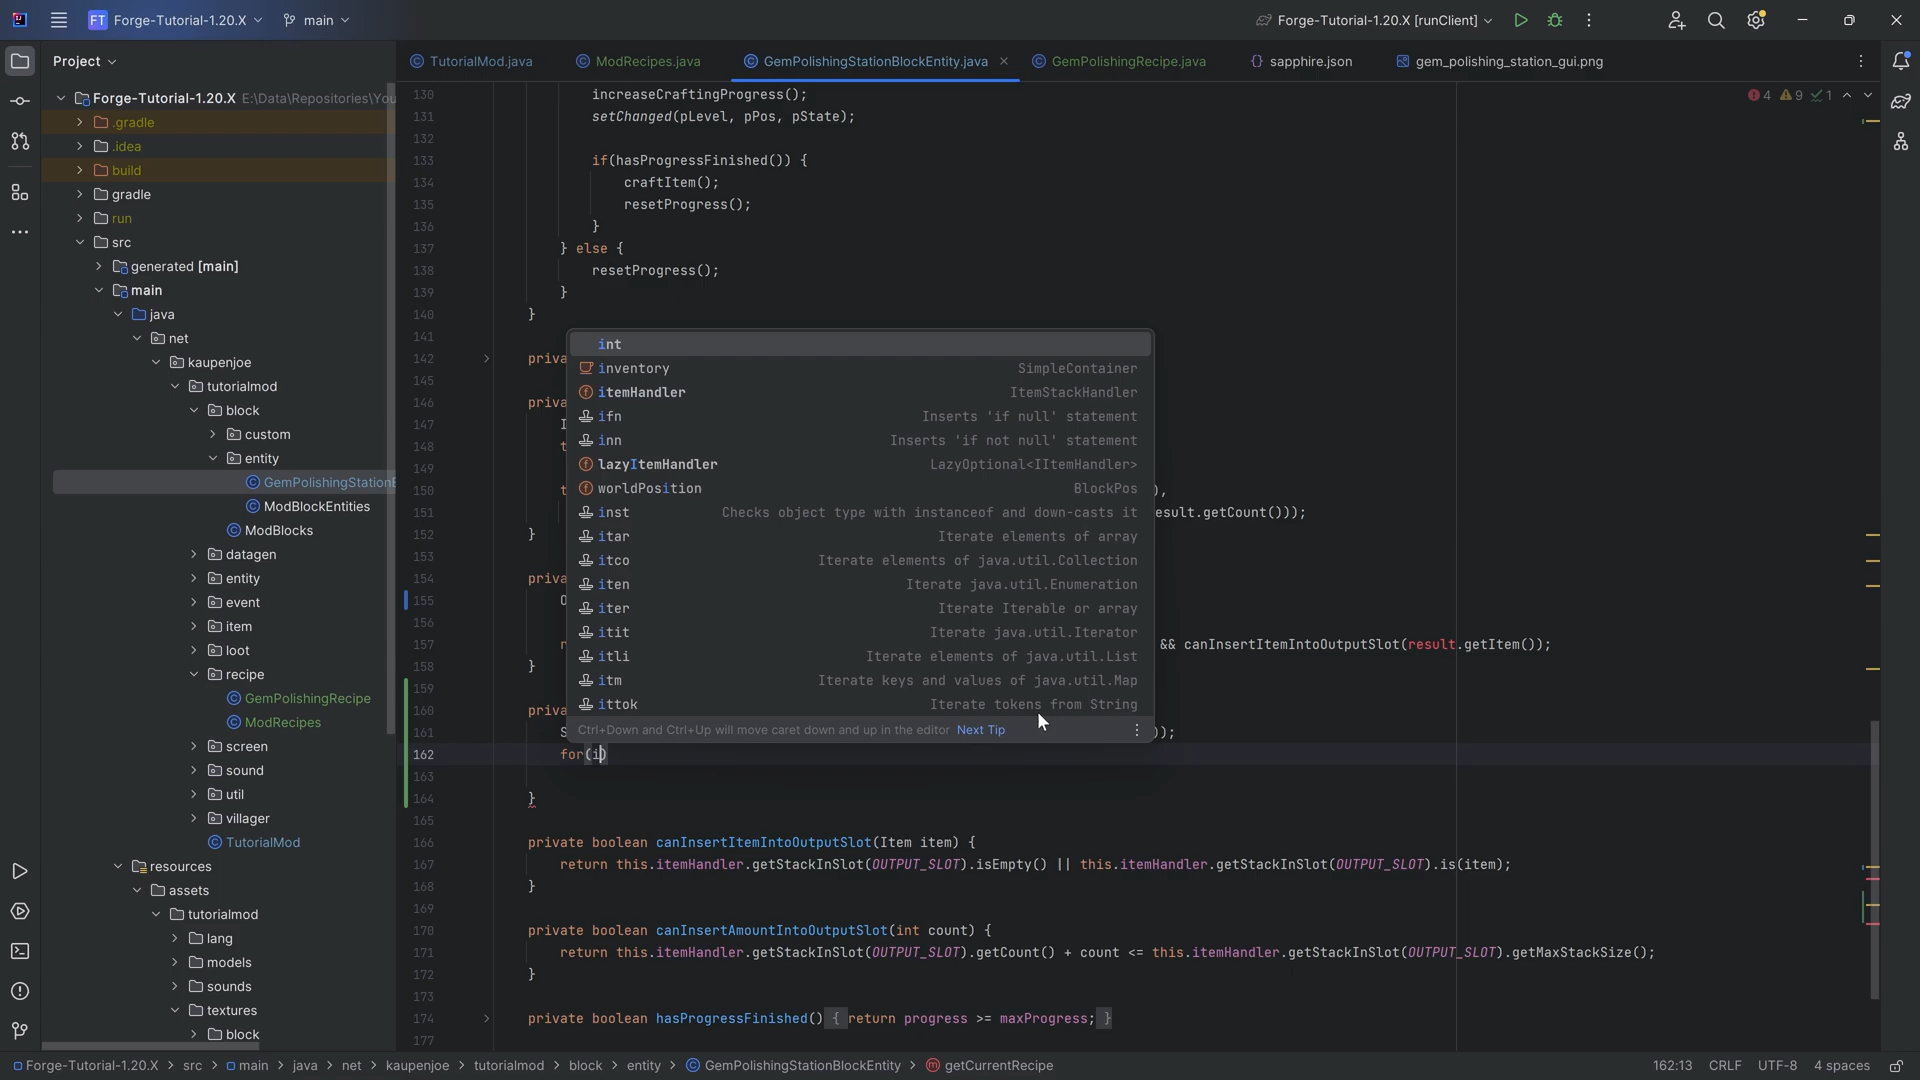 FT Forge-Tutorial-1.20.X main Forge-Tutorial-1.20.X [runClient]
Project
TutorialMod.java ModRecipes.java GemPolishingStationBlockEntity.java GemPolishingRecipe.java sapphire.json gem_polishing_station_gui.png
4 9 1
Forge-Tutorial-1.20.X E:\Data\Repositories\You
.gradle
.idea
build
gradle
run
src
generated [main]
main
java
net
kaupenjoe
tutorialmod
block
custom
entity
GemPolishingStationB
ModBlockEntities
ModBlocks
datagen
entity
event
item
loot
recipe
GemPolishingRecipe
ModRecipes
screen
sound
util
villager
TutorialMod
resources
assets
tutorialmod
lang
models
sounds
textures
block
130 increaseCraftingProgress();
131 setChanged(pLevel, pPos, pState);
132
133 if(hasProgressFinished()) {
134 craftItem();
135 resetProgress();
136 }
137 } else {
138 resetProgress();
139 }
140 }
141
142 priva
145
146 priva
147 I
148 t
149
150 t ),
151 esult.getCount()));
152 }
153
154 priva
155 O
156
157 r && canInsertItemIntoOutputSlot(result.getItem());
158 }
159
160 priva
161 S ));
162 for(i)
163
164 }
165
166 private boolean canInsertItemIntoOutputSlot(Item item) {
167 return this.itemHandler.getStackInSlot(OUTPUT_SLOT).isEmpty() || this.itemHandler.getStackInSlot(OUTPUT_SLOT).is(item);
168 }
169
170 private boolean canInsertAmountIntoOutputSlot(int count) {
171 return this.itemHandler.getStackInSlot(OUTPUT_SLOT).getCount() + count <= this.itemHandler.getStackInSlot(OUTPUT_SLOT).getMaxStackSize();
172 }
173
174 private boolean hasProgressFinished() { return progress >= maxProgress; }
177
int
inventory SimpleContainer
itemHandler ItemStackHandler
ifn Inserts 'if null' statement
inn Inserts 'if not null' statement
lazyItemHandler LazyOptional<IItemHandler>
worldPosition BlockPos
inst Checks object type with instanceof and down-casts it
itar Iterate elements of array
itco Iterate elements of java.util.Collection
iten Iterate java.util.Enumeration
iter Iterate Iterable or array
itit Iterate java.util.Iterator
itli Iterate elements of java.util.List
itm Iterate keys and values of java.util.Map
ittok Iterate tokens from String
Ctrl+Down and Ctrl+Up will move caret down and up in the editor Next Tip
Forge-Tutorial-1.20.X > src > main > java > net > kaupenjoe > tutorialmod > block > entity > GemPolishingStationBlockEntity > getCurrentRecipe 162:13 CRLF UTF-8 4 spaces